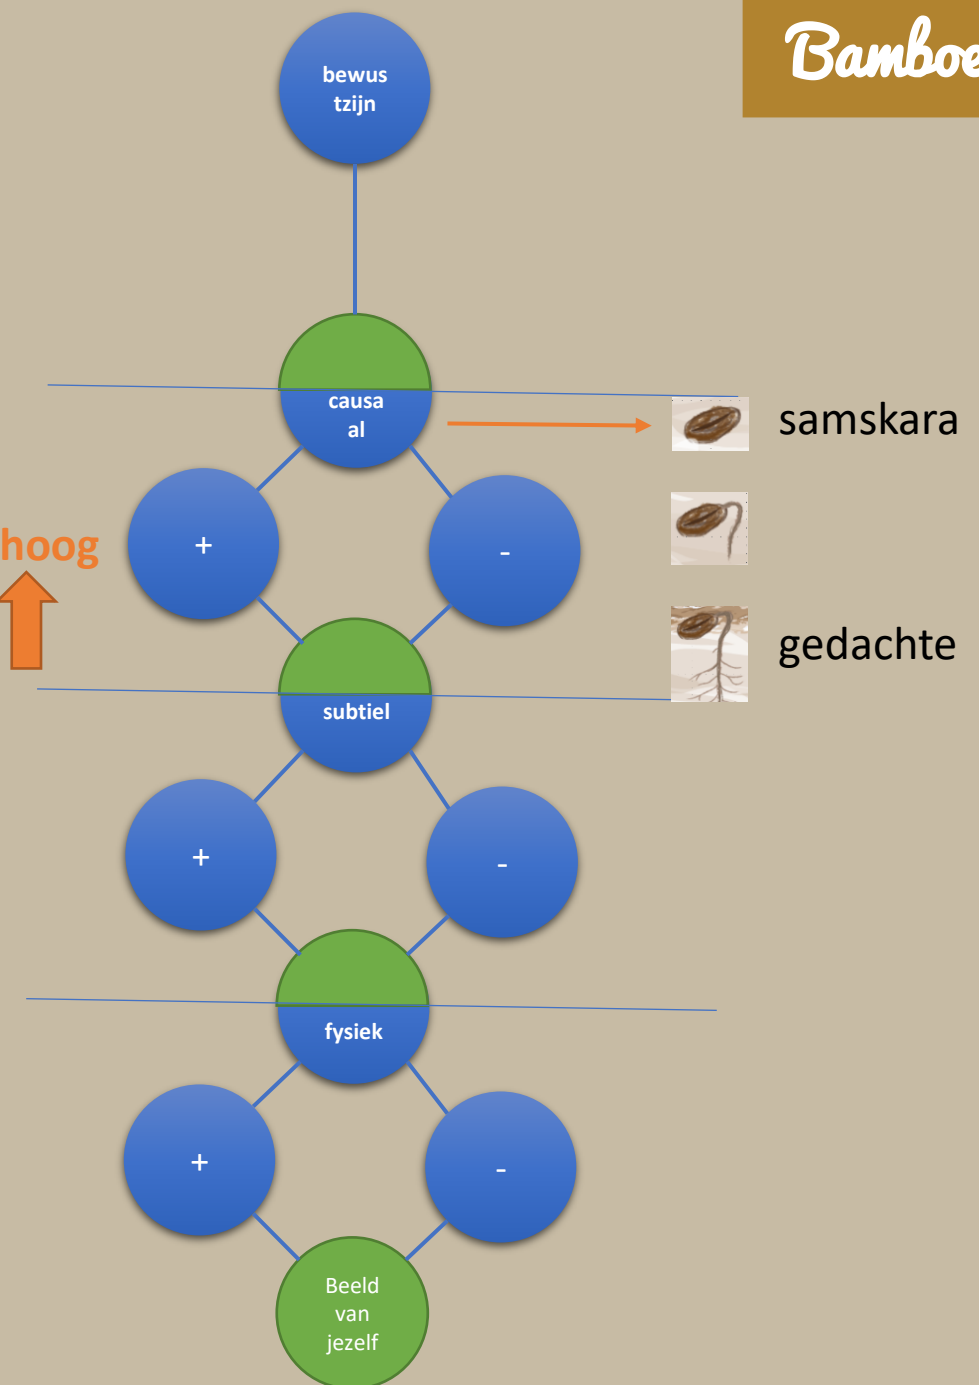 Bamboe
bewus
tzijn
causa
al
samskara
+
-
hoog
gedachte
subtiel
+
-
fysiek
+
-
Beeld
van
jezelf